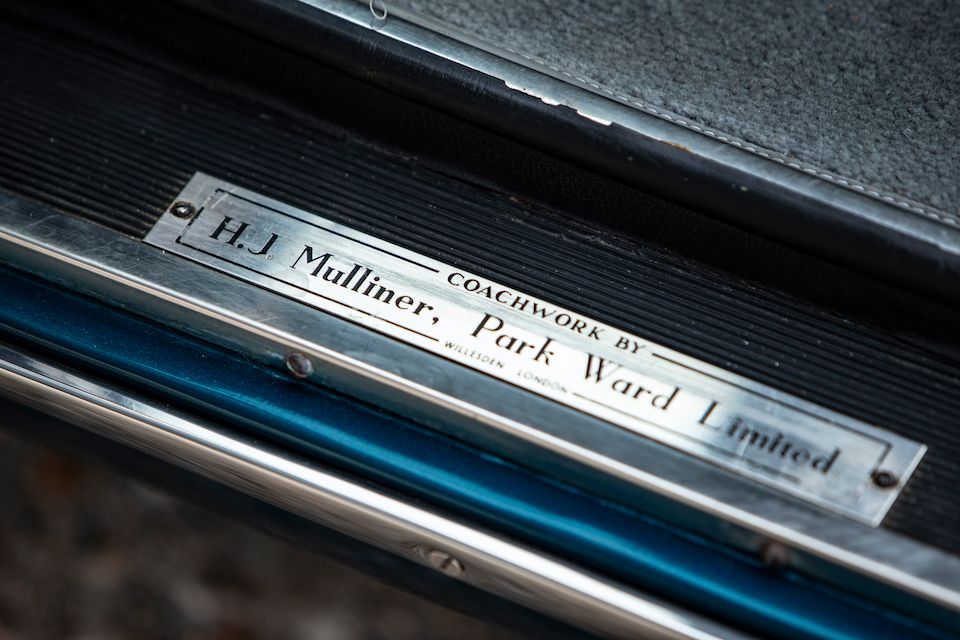 COACHWORK BY
H.J. Mulliner, Park Ward Limited
WILLESDEN LONDON